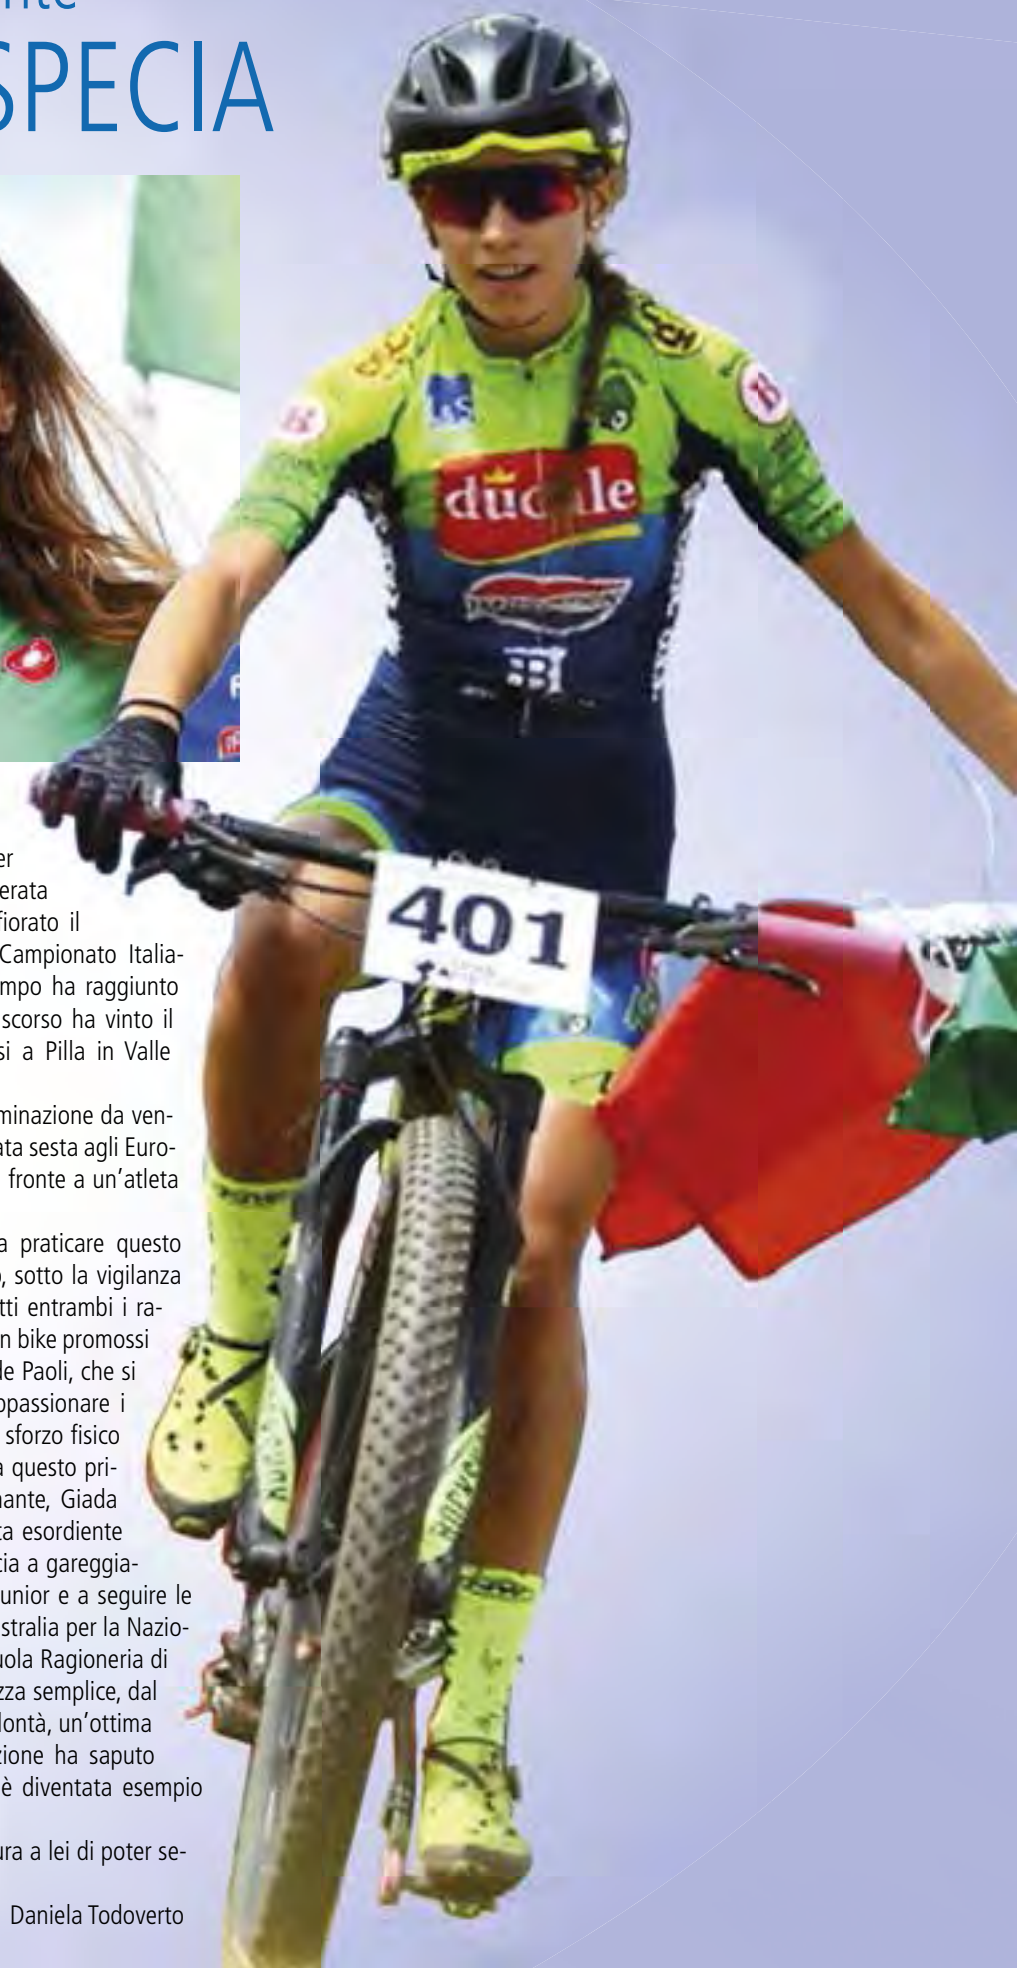 nte
SPECIA
er
erata
fiorato il
Campionato Italia-
mpo ha raggiunto
scorso ha vinto il
si a Pilla in Valle
minazione da ven-
ata sesta agli Euro-
fronte a un'atleta
a praticare questo
, sotto la vigilanza
tti entrambi i ra-
n bike promossi
de Paoli, che si
ppassionare i
sforzo fisico
a questo pri-
nante, Giada
ta esordiente
cia a gareggia-
unior e a seguire le
stralia per la Nazio-
uola Ragioneria di
zza semplice, dal
lontà, un'ottima
zione ha saputo
è diventata esempio
ura a lei di poter se-
Daniela Todoverto
L&S
401